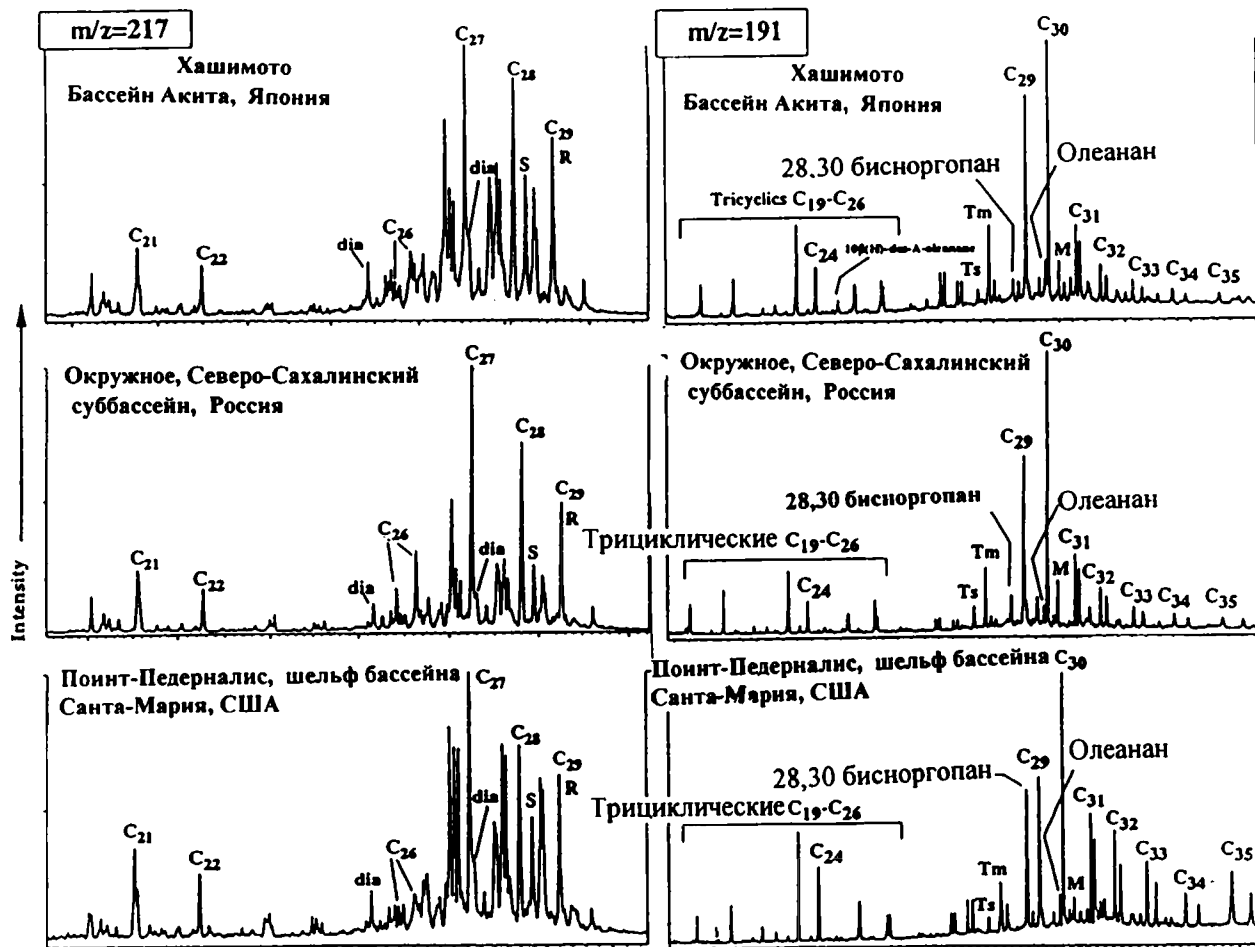 m/z=217
Хашимото
Бассейн Акита, Япония
C27
C28
C29
R
S
dia
C26
dia
C21
C22
m/z=191
Хашимото
Бассейн Акита, Япония
C30
C29
Олеанан
28,30 бисноргопан
Tricyclics C19-C26
C24
Tm
Ts
M
C31
C32
C33
C34
C35
Intensity
Окружное, Северо-Сахалинский
суббассейн, Россия
C27
C28
C29
R
S
dia
C26
dia
C21
C22
Окружное, Северо-Сахалинский
суббассейн, Россия
C30
C29
28,30 бисноргопан
Олеанан
Трициклические C19-C26
C24
Tm
Ts
M
C31
C32
C33
C34
C35
Поинт-Педерналис, шельф бассейна
Санта-Мария, США
C27
C28
C29
R
S
dia
C26
dia
C21
C22
Поинт-Педерналис, шельф бассейна
Санта-Мария, США
C30
C29
28,30 бисноргопан
Олеанан
Трициклические C19-C26
C24
Tm
Ts
M
C31
C32
C33
C34
C35